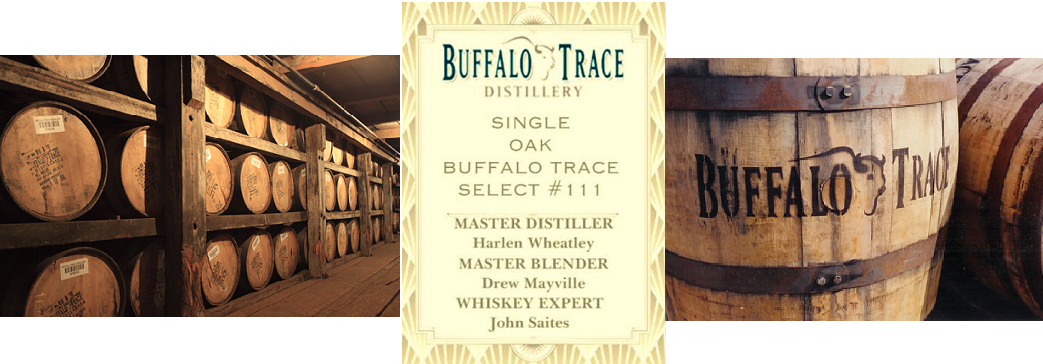 BUFFALO TRACE
DISTILLERY
SINGLE
OAK
BUFFALO TRACE
SELECT #111
MASTER DISTILLER
Harlen Wheatley
MASTER BLENDER
Drew Mayville
WHISKEY EXPERT
John Saites
BUFFALO TRACE